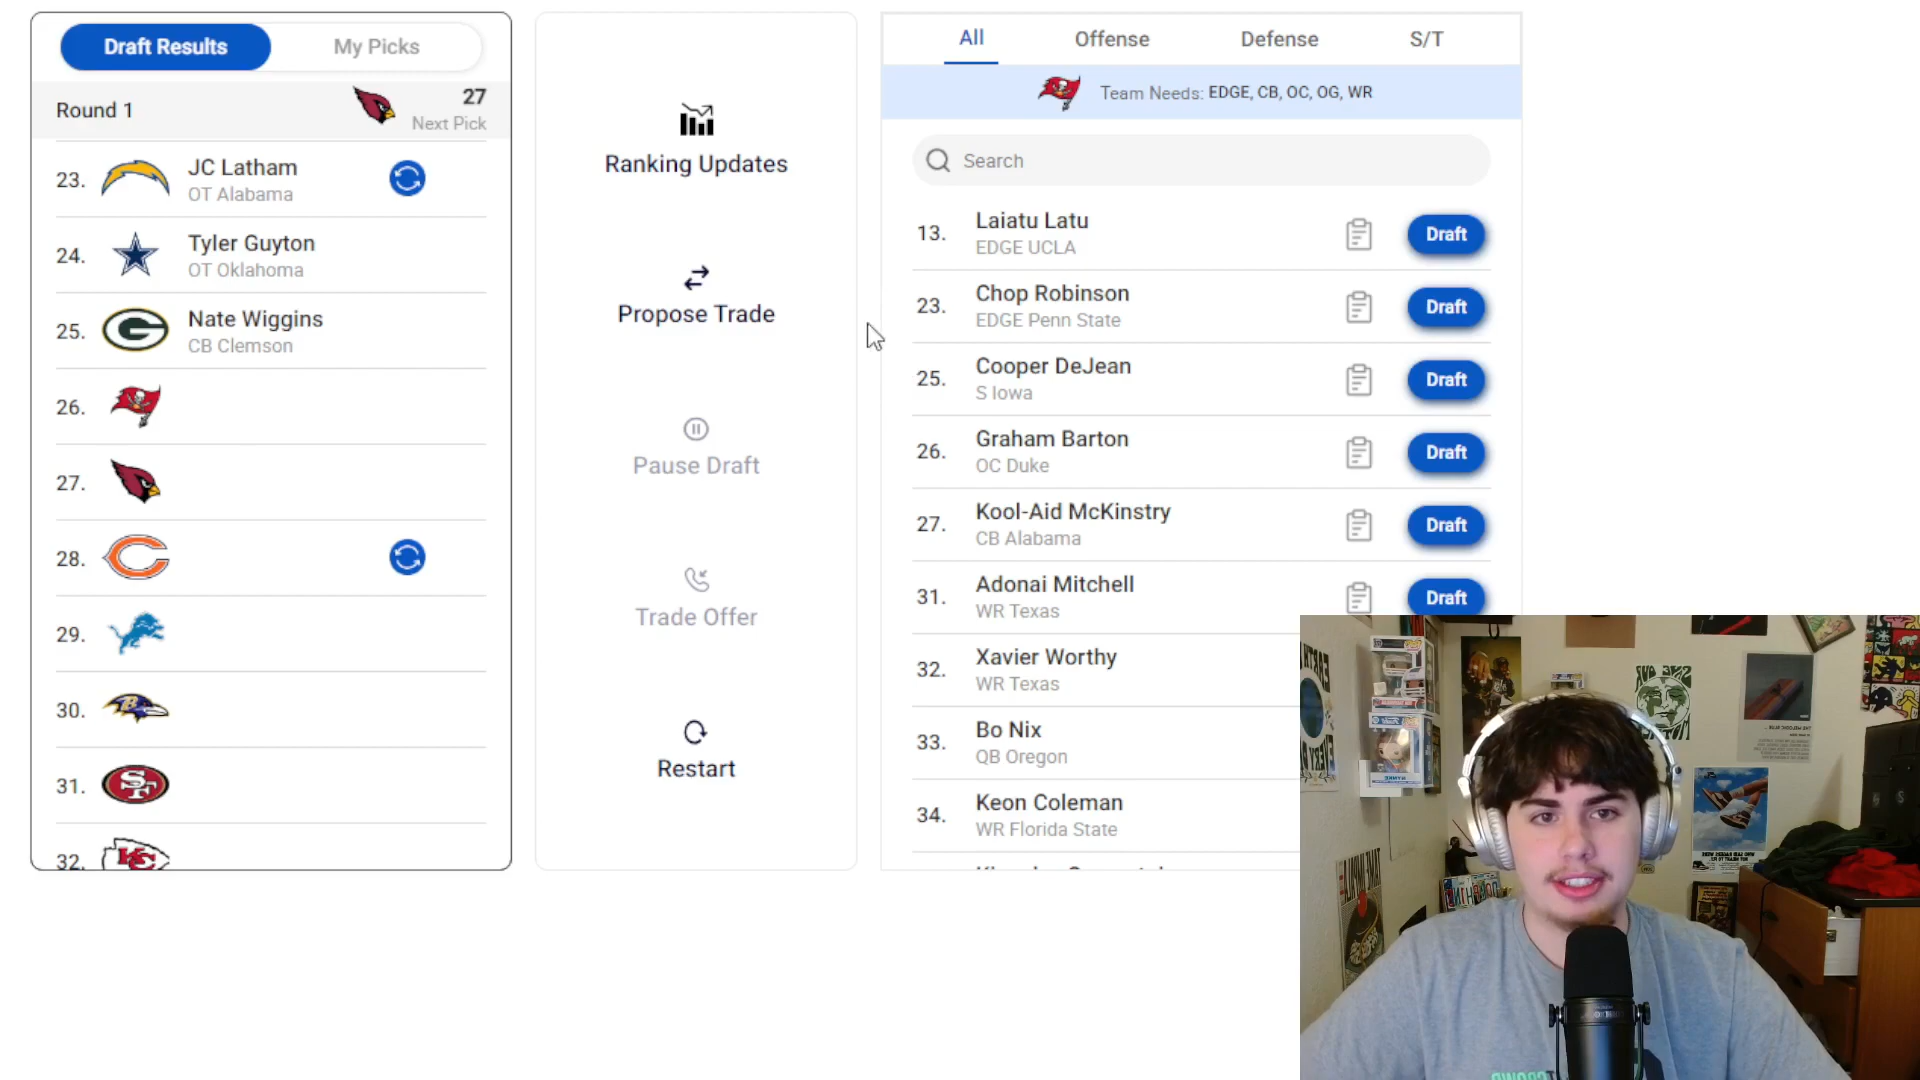 Draft Results
My Picks
Round 1
27
Next Pick
23.
JC Latham
OT Alabama
24.
Tyler Guyton
OT Oklahoma
25.
Nate Wiggins
CB Clemson
26.
27.
28.
29.
30.
31.
32.
Ranking Updates
Propose Trade
Pause Draft
Trade Offer
Restart
All
Offense
Defense
S/T
Team Needs: EDGE, CB, OC, OG, WR
Search
13.
Laiatu Latu
EDGE UCLA
Draft
23.
Chop Robinson
EDGE Penn State
Draft
25.
Cooper DeJean
S Iowa
Draft
26.
Graham Barton
OC Duke
Draft
27.
Kool-Aid McKinstry
CB Alabama
Draft
31.
Adonai Mitchell
WR Texas
Draft
32.
Xavier Worthy
WR Texas
33.
Bo Nix
QB Oregon
34.
Keon Coleman
WR Florida State